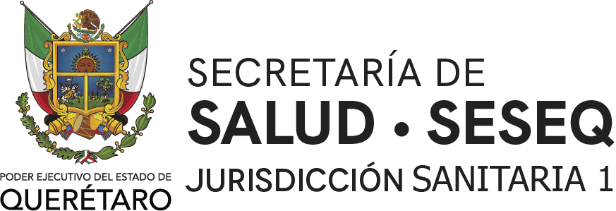 PODER EJECUTIVO DEL ESTADO DE
QUERÉTARO
SECRETARÍA DE
SALUD • SESEQ
JURISDICCIÓN SANITARIA 1